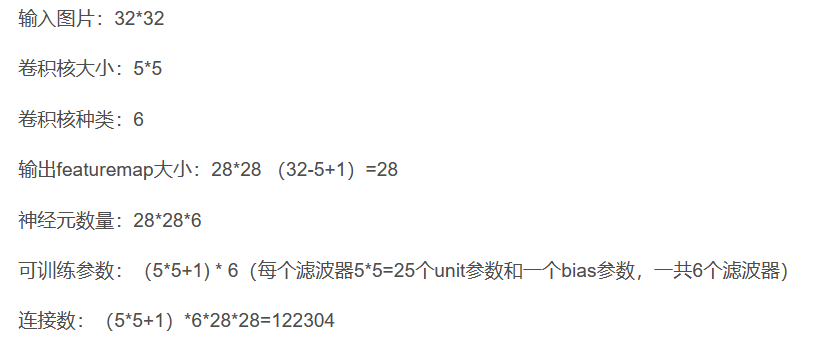 输入图片：32*32
卷积核大小：5*5
卷积核种类：6
输出featuremap大小：28*28 （32-5+1）=28
神经元数量：28*28*6
可训练参数：（5*5+1) * 6（每个滤波器5*5=25个unit参数和一个bias参数，一共6个滤波器）
连接数：（5*5+1）*6*28*28=122304